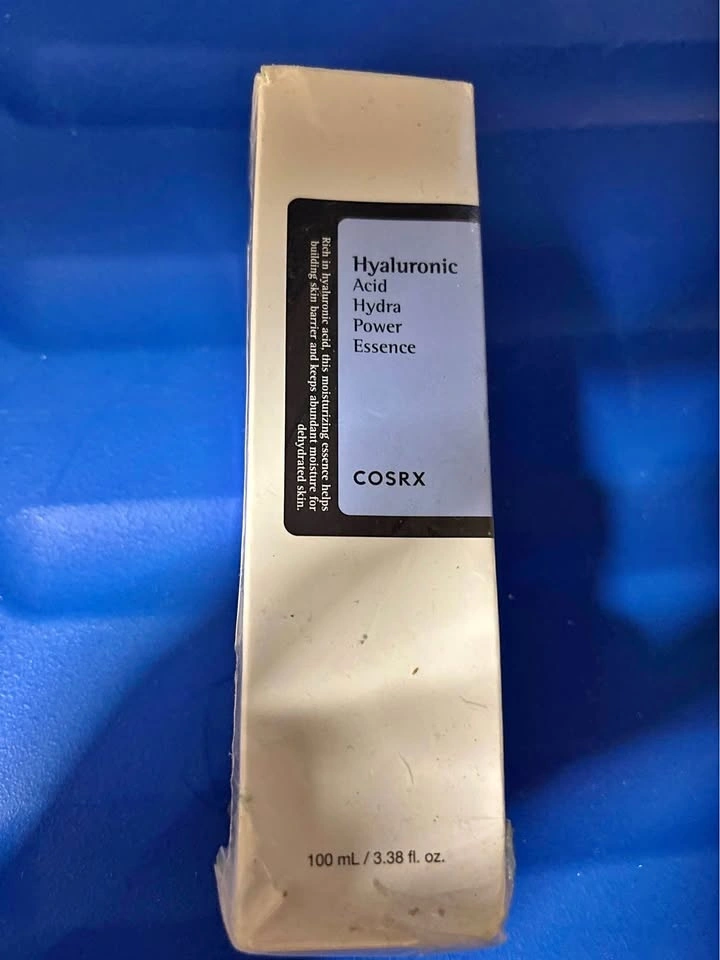 Hyaluronic
Acid
Hydra
Power
Essence
COSRX
Rich in hyaluronic acid, this moisturizing essence helps
building skin barrier and keeps abundant moisture for
dehydrated skin.
100 mL / 3.38 fl. oz.